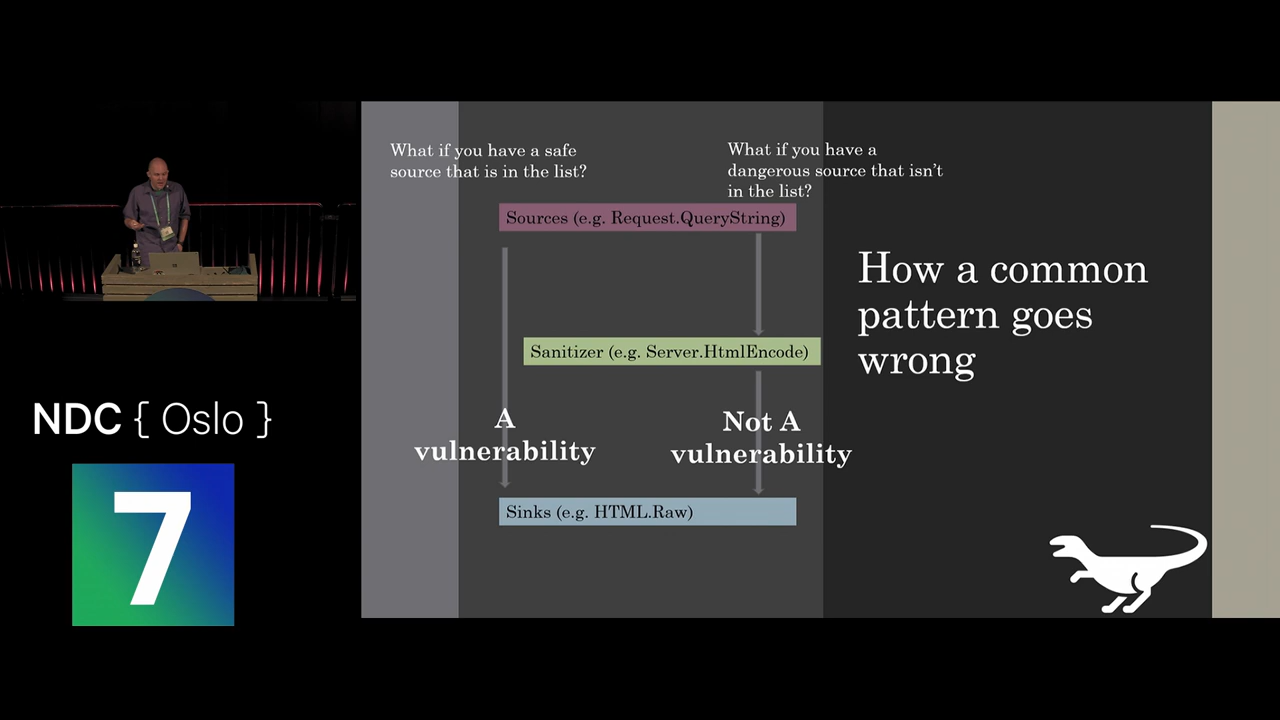 What if you have a safe
source that is in the list?
What if you have a
dangerous source that isn't
in the list?
Sources (e.g. Request.QueryString)
How a common
pattern goes
wrong
Sanitizer (e.g. Server.HtmlEncode)
A
vulnerability
Not A
vulnerability
Sinks (e.g. HTML.Raw)
NDC { Oslo }
7